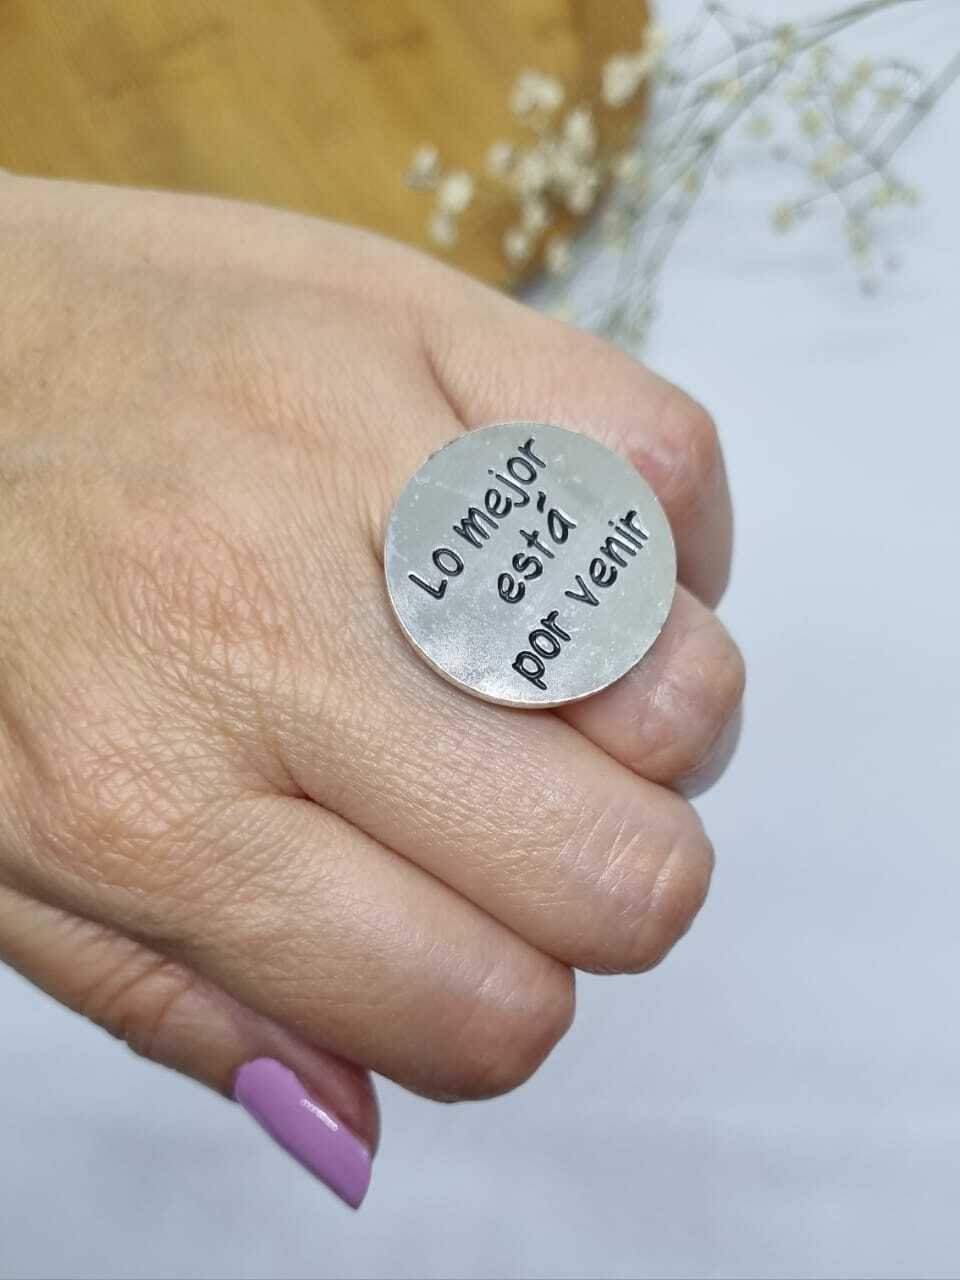 Lo mejor
está
por venir